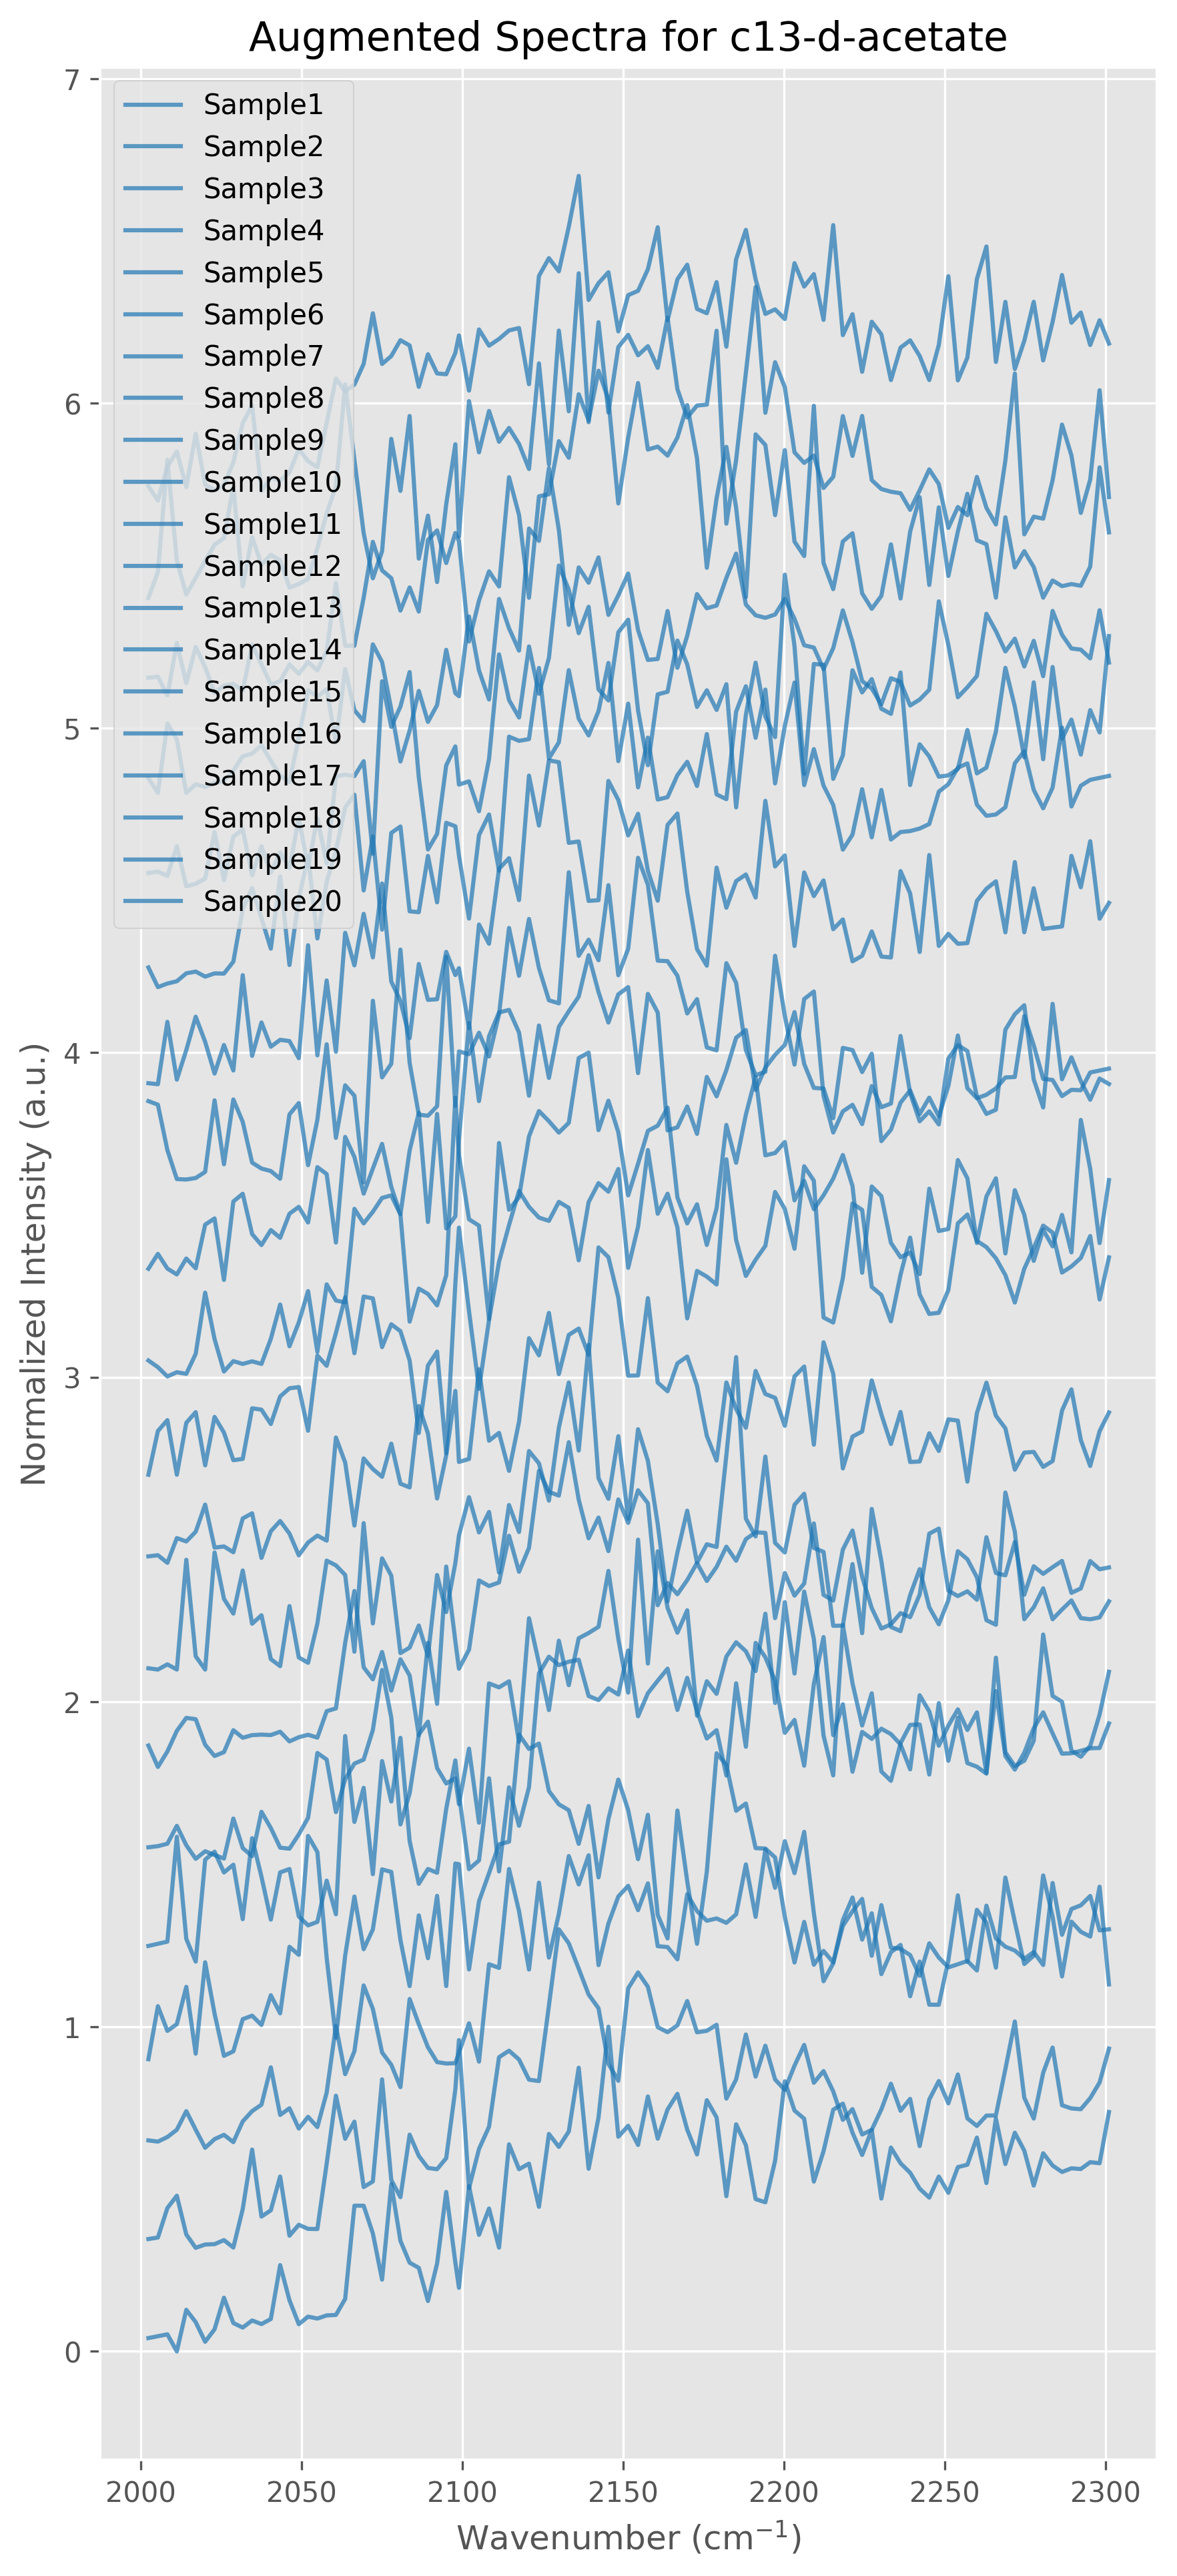 Augmented Spectra for c13-d-acetate
7
Sample1
Sample2
Sample3
Sample4
Sample5
Sample6
Sample7
Sample8
Sample9
Sample10
Sample11
Sample12
Sample13
Sample14
Sample15
Sample16
Sample17
Sample18
Sample19
Sample20
6
5
4
3
2
1
0
Normalized Intensity (a.u.)
2000 2050 2100 2150 2200 2250 2300
Wavenumber (cm⁻¹)